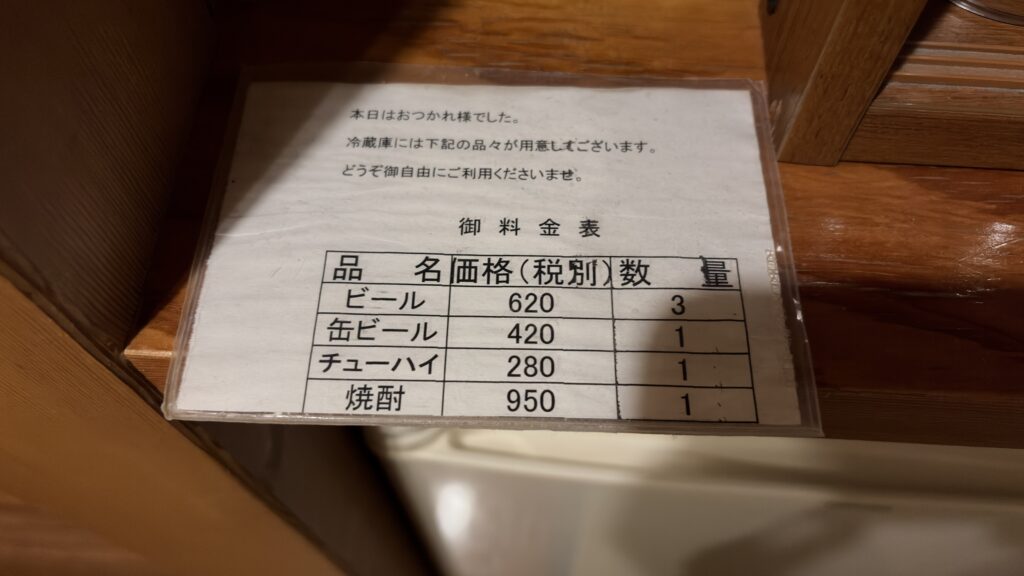 本日はおつかれ様でした。
冷蔵庫には下記の品々が用意してございます。
どうぞ御自由にご利用くださいませ。
御料金表
品名 価格(税別) 数量
ビール 620 3
缶ビール 420 1
チューハイ 280 1
焼酎 950 1